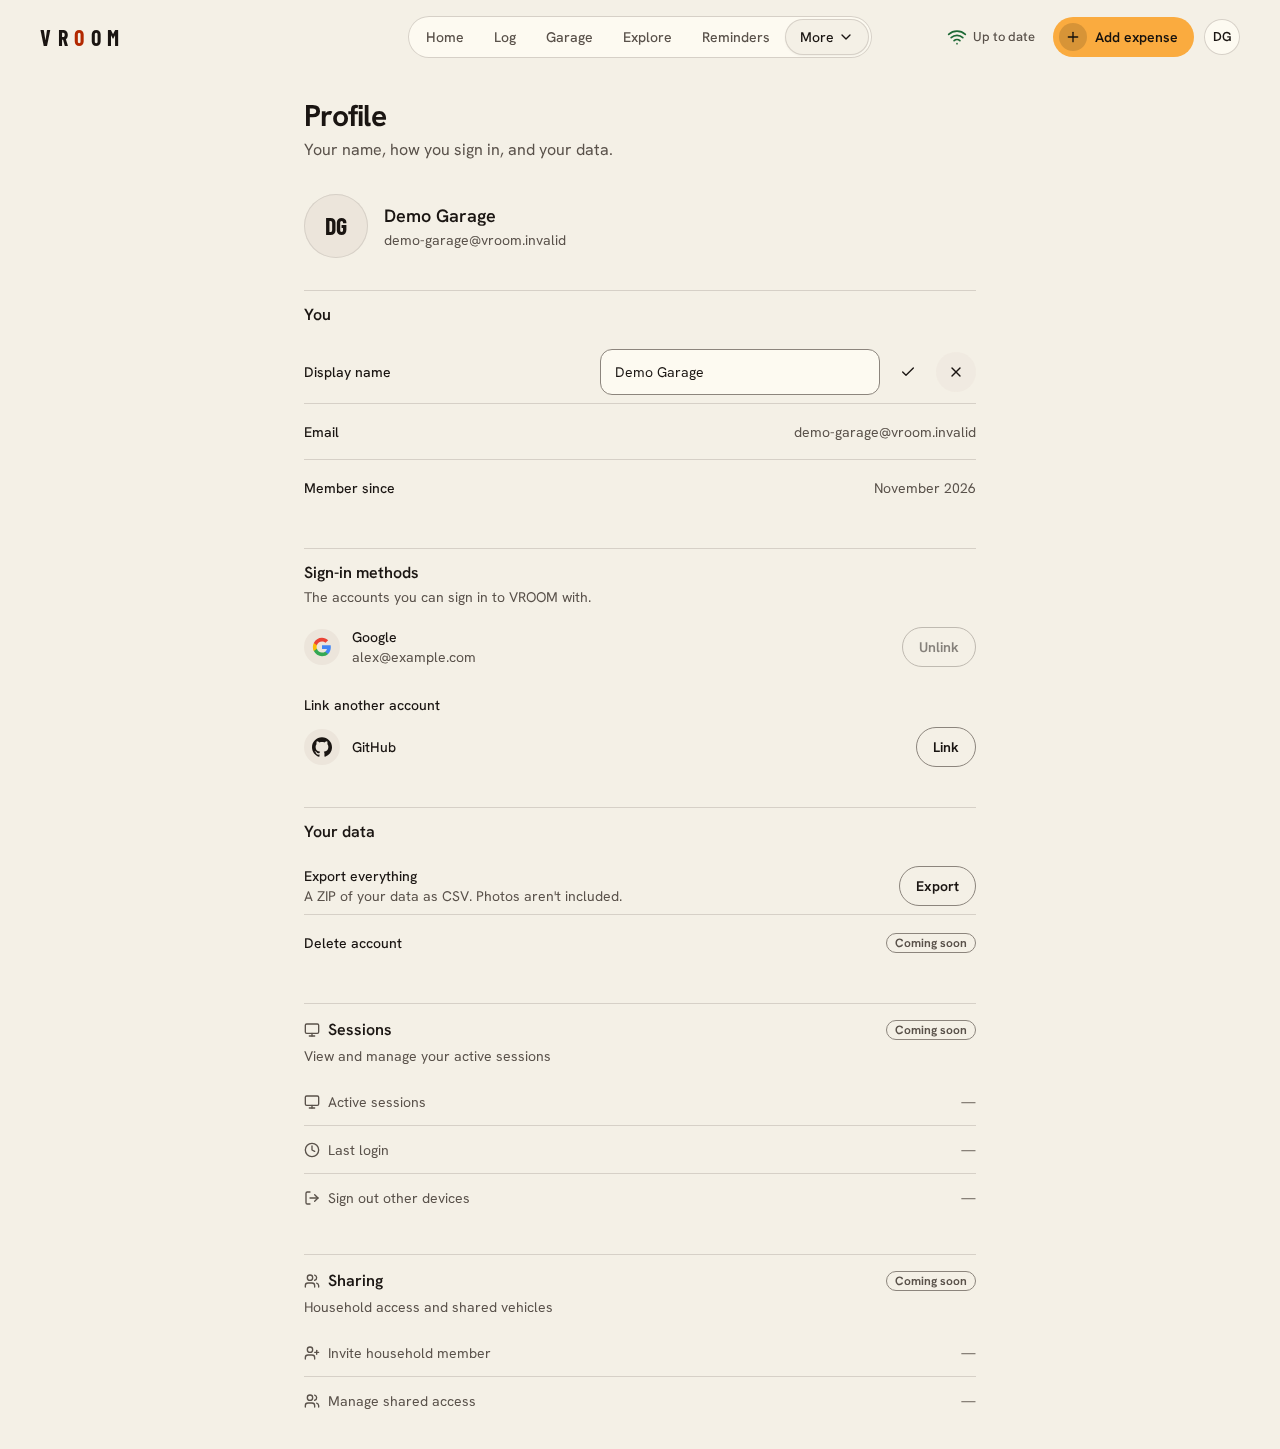 VROOM
Home
Log
Garage
Explore
Reminders
More
Up to date
Add expense
DG
Profile
Your name, how you sign in, and your data.
DG
Demo Garage
demo-garage@vroom.invalid
You
Display name
Demo Garage
Email
demo-garage@vroom.invalid
Member since
November 2026
Sign-in methods
The accounts you can sign in to VROOM with.
Google
alex@example.com
Unlink
Link another account
GitHub
Link
Your data
Export everything
A ZIP of your data as CSV. Photos aren't included.
Export
Delete account
Coming soon
Sessions
Coming soon
View and manage your active sessions
Active sessions
—
Last login
—
Sign out other devices
—
Sharing
Coming soon
Household access and shared vehicles
Invite household member
—
Manage shared access
—